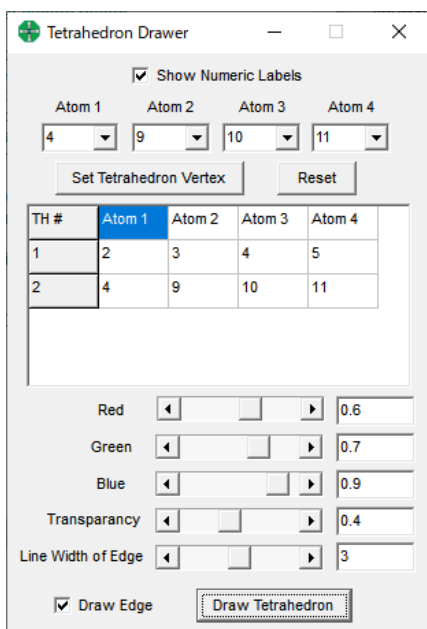 Tetrahedron Drawer
Show Numeric Labels
Atom 1 Atom 2 Atom 3 Atom 4
4 9 10 11
Set Tetrahedron Vertex Reset
TH # Atom 1 Atom 2 Atom 3 Atom 4
1 2 3 4 5
2 4 9 10 11
Red 0.6
Green 0.7
Blue 0.9
Transparancy 0.4
Line Width of Edge 3
Draw Edge Draw Tetrahedron